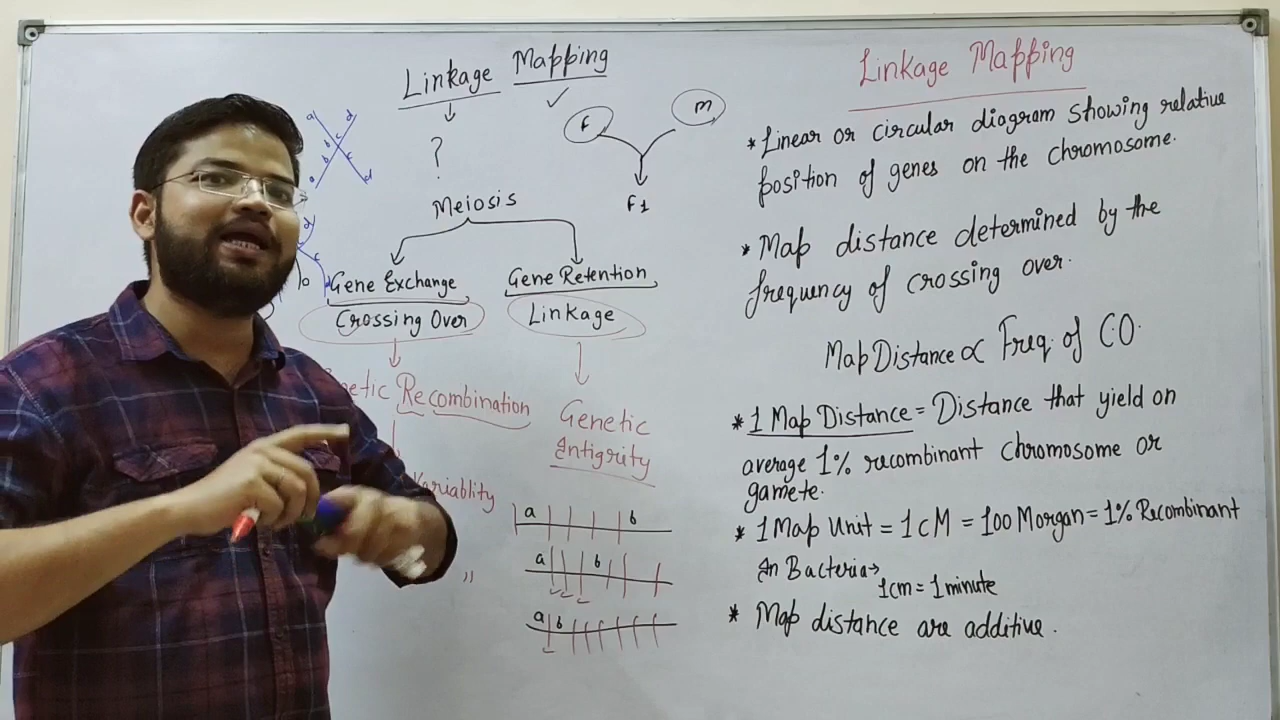 Linkage Mapping
?
f m
F1
Meiosis
Gene Exchange Gene Retention
Crossing Over Linkage
Recombination
Genetic
Antigrity
Variablity
a b
a b
a b
a d
b c
b c
a d
d
c
Linkage Mapping
* Linear or circular diagram showing relative
position of genes on the chromosome.
* Map distance determined by the
frequency of crossing over.
Map Distance ∝ Freq. of C.O.
* 1 Map Distance = Distance that yield on
average 1% recombinant chromosome or
gamete.
* 1 Map Unit = 1 cM = 100 Morgan = 1% Recombinant
In Bacteria → 1cm = 1 minute
* Map distance are additive.